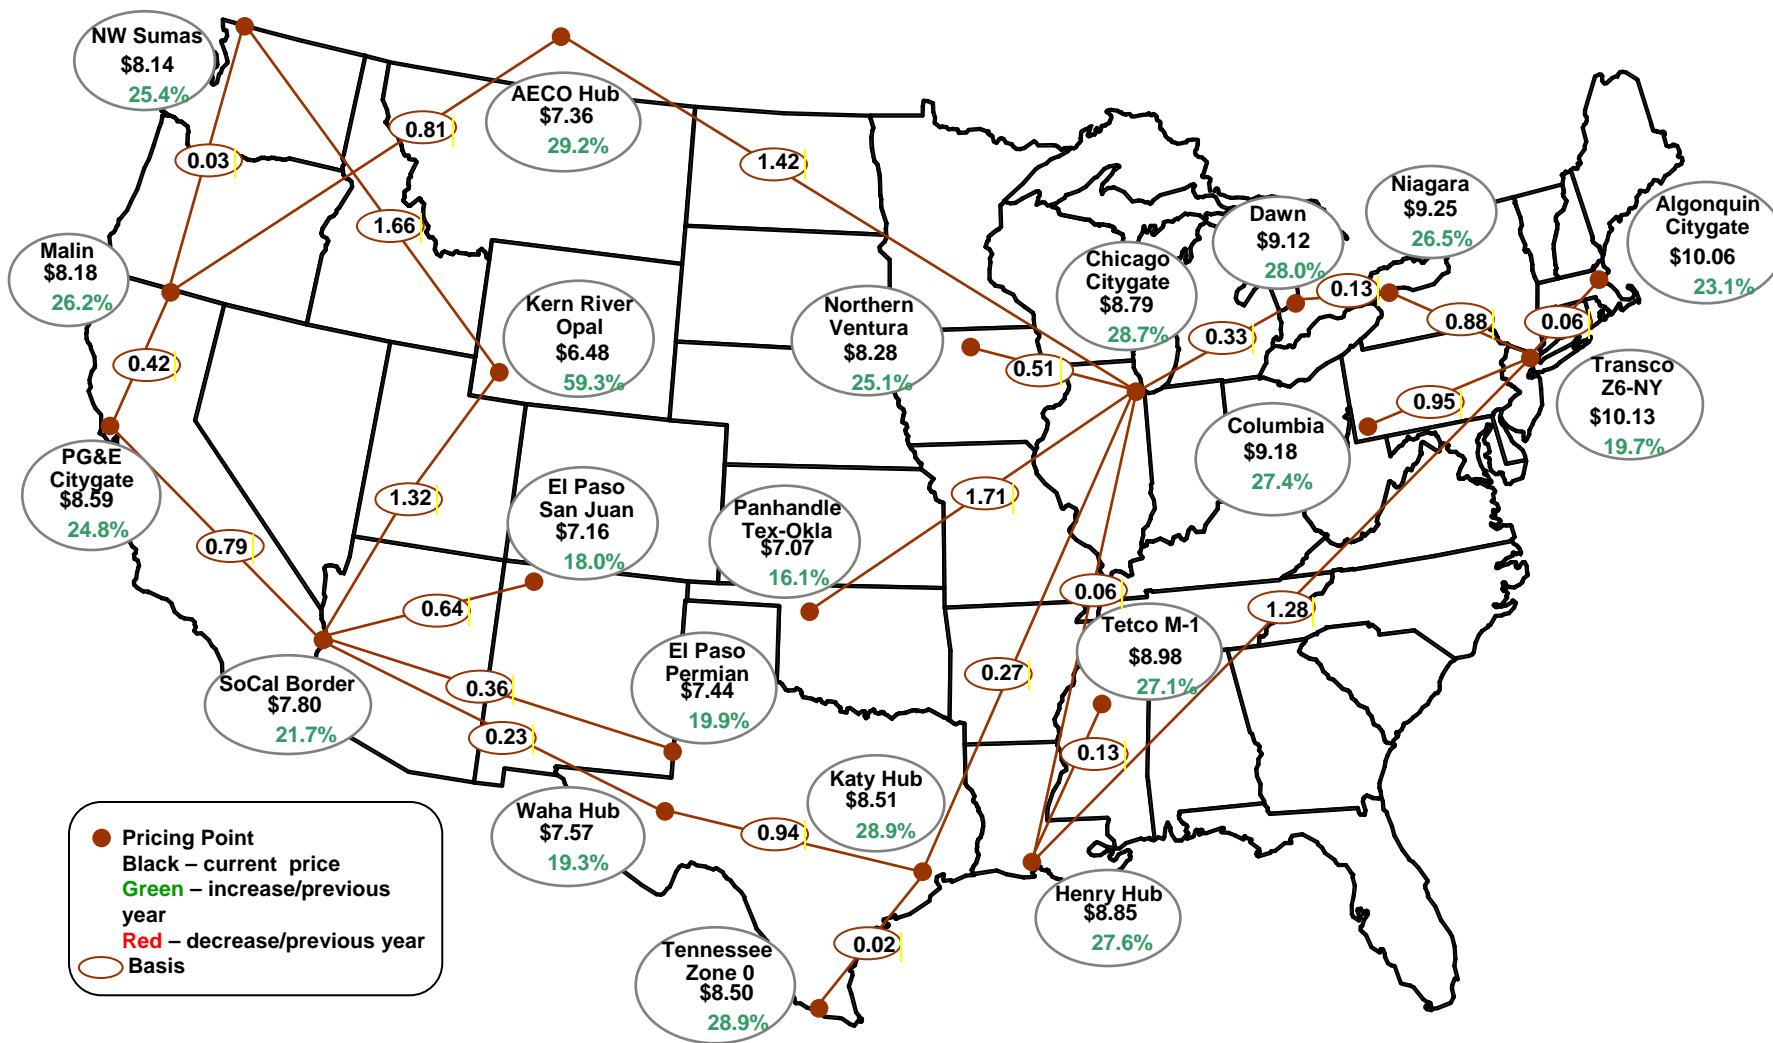 NW Sumas
$8.14
25.4%
AECO Hub
$7.36
29.2%
0.81
1.42
0.03
1.66
Niagara
$9.25
26.5%
Algonquin
Citygate
$10.06
23.1%
Dawn
$9.12
28.0%
Malin
$8.18
26.2%
Chicago
Citygate
$8.79
28.7%
0.13
Kern River
Opal
$6.48
59.3%
Northern
Ventura
$8.28
25.1%
0.88
0.06
0.33
0.42
0.51
Transco
Z6-NY
$10.13
19.7%
0.95
Columbia
$9.18
27.4%
PG&E
Citygate
$8.59
24.8%
El Paso
San Juan
$7.16
18.0%
1.32
1.71
Panhandle
Tex-Okla
$7.07
16.1%
0.79
0.64
0.06
1.28
Tetco M-1
$8.98
27.1%
El Paso
Permian
$7.44
19.9%
0.27
SoCal Border
$7.80
21.7%
0.36
0.23
0.13
Katy Hub
$8.51
28.9%
Waha Hub
$7.57
19.3%
0.94
Henry Hub
$8.85
27.6%
Tennessee
Zone 0
$8.50
28.9%
0.02
Pricing Point
Black – current price
Green – increase/previous
year
Red – decrease/previous year
Basis